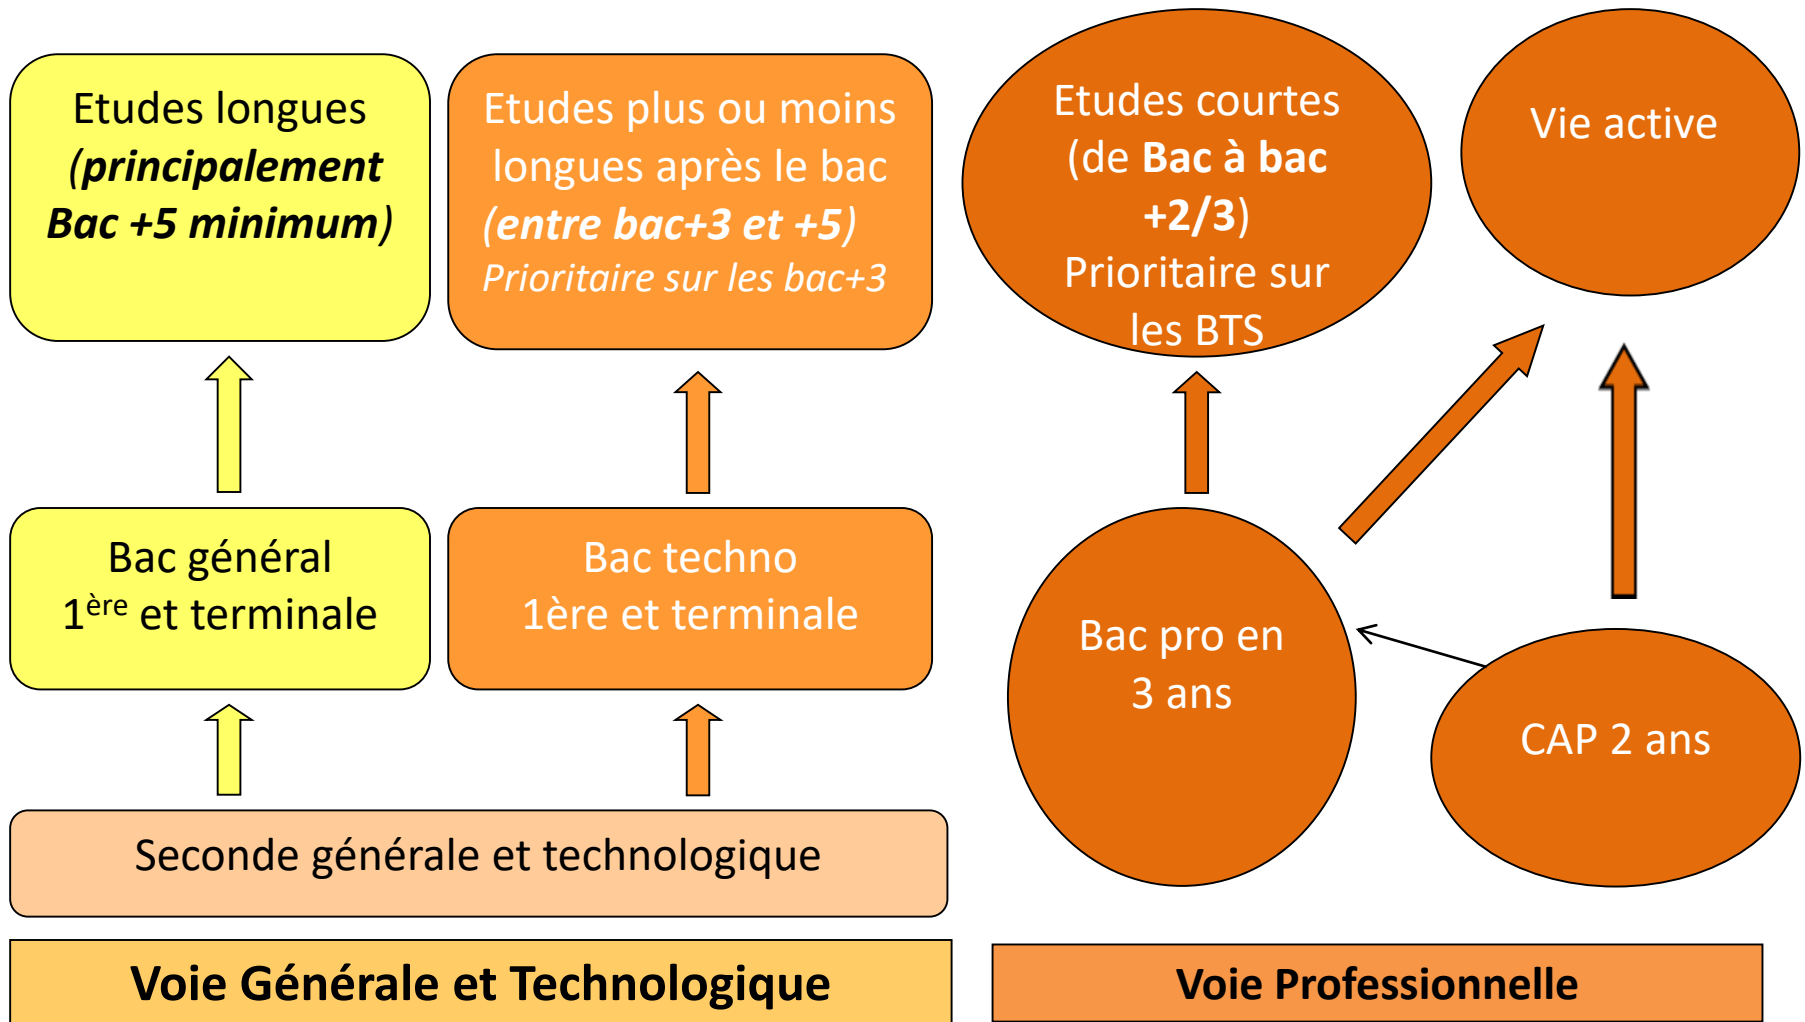 Etudes longues
(principalement
Bac +5 minimum)
Etudes plus ou moins
longues après le bac
(entre bac+3 et +5)
Prioritaire sur les bac+3
Etudes courtes
(de Bac à bac
+2/3)
Prioritaire sur
les BTS
Vie active
Bac général
1ère et terminale
Bac techno
1ère et terminale
Bac pro en
3 ans
CAP 2 ans
Seconde générale et technologique
Voie Générale et Technologique
Voie Professionnelle